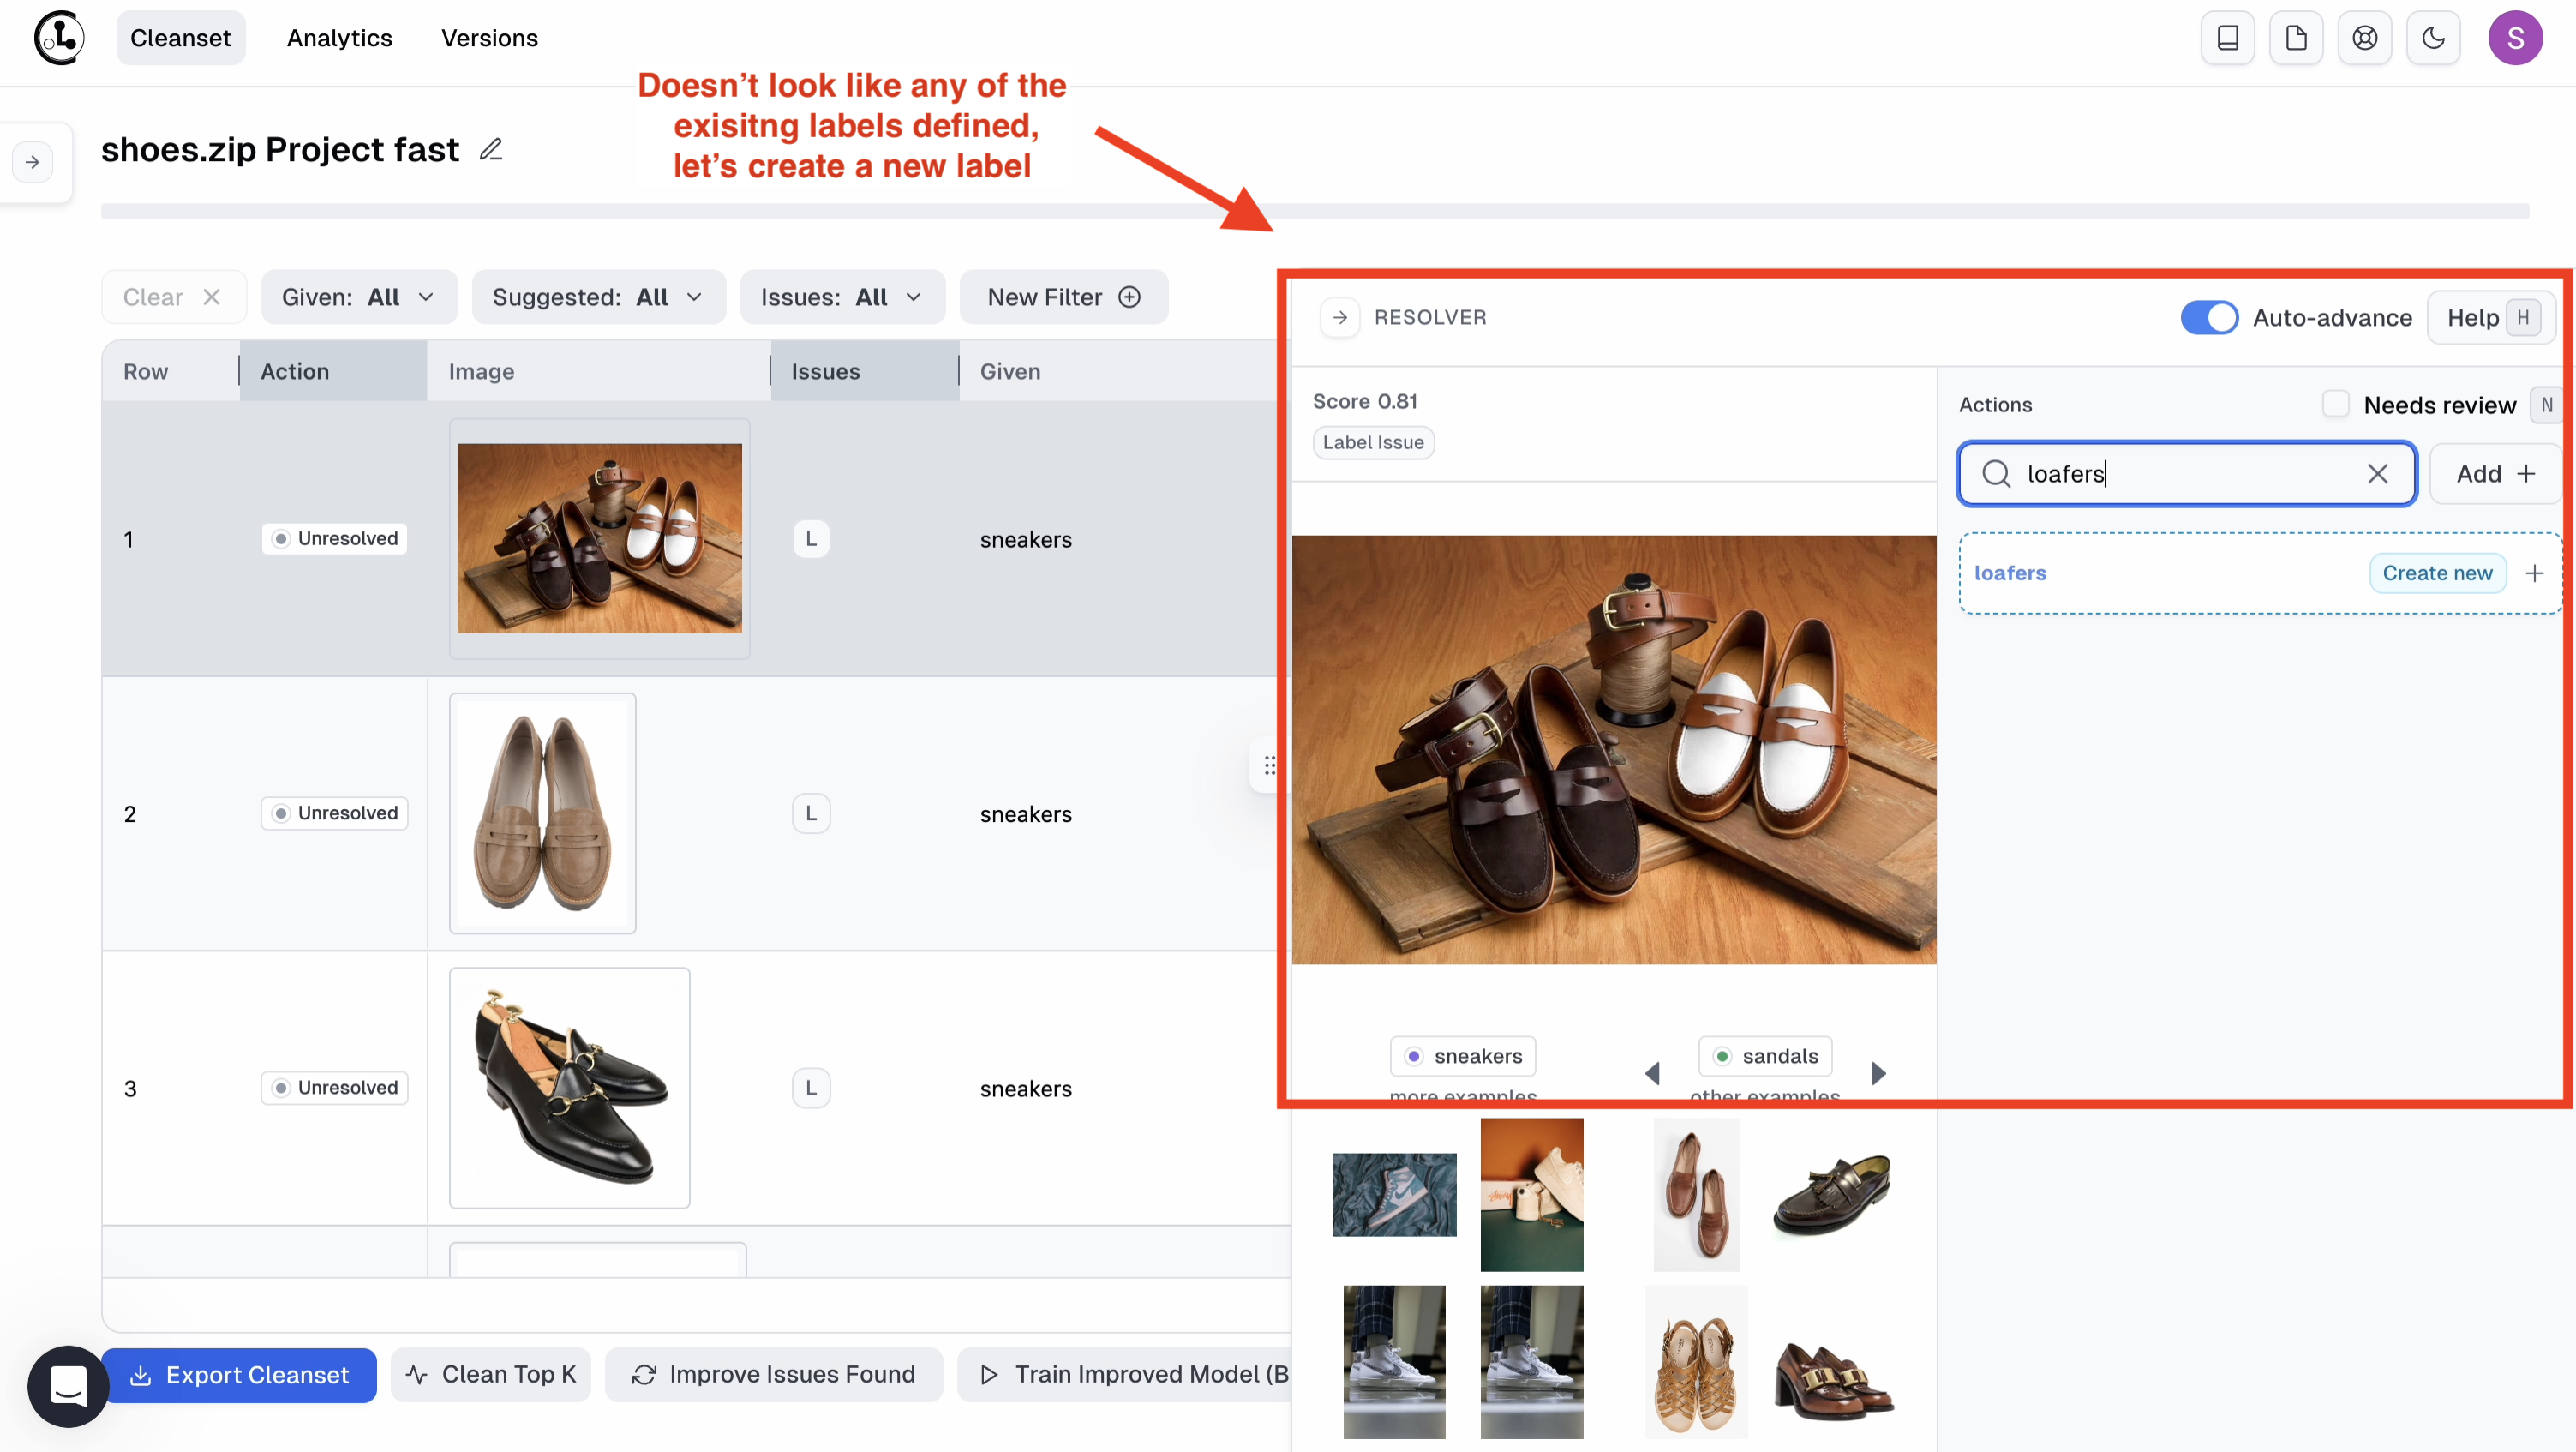 Cleanset
Analytics
Versions
S
Doesn’t look like any of the
exisitng labels defined,
let’s create a new label
shoes.zip Project fast
Clear
Given: All
Suggested: All
Issues: All
New Filter
Row
Action
Image
Issues
Given
1
Unresolved
L
sneakers
2
Unresolved
L
sneakers
3
Unresolved
L
sneakers
RESOLVER
Auto-advance
Help H
Score 0.81
Label Issue
Actions
Needs review N
loafers
Add
loafers
Create new
sneakers
more examples
sandals
other examples
Export Cleanset
Clean Top K
Improve Issues Found
Train Improved Model (B